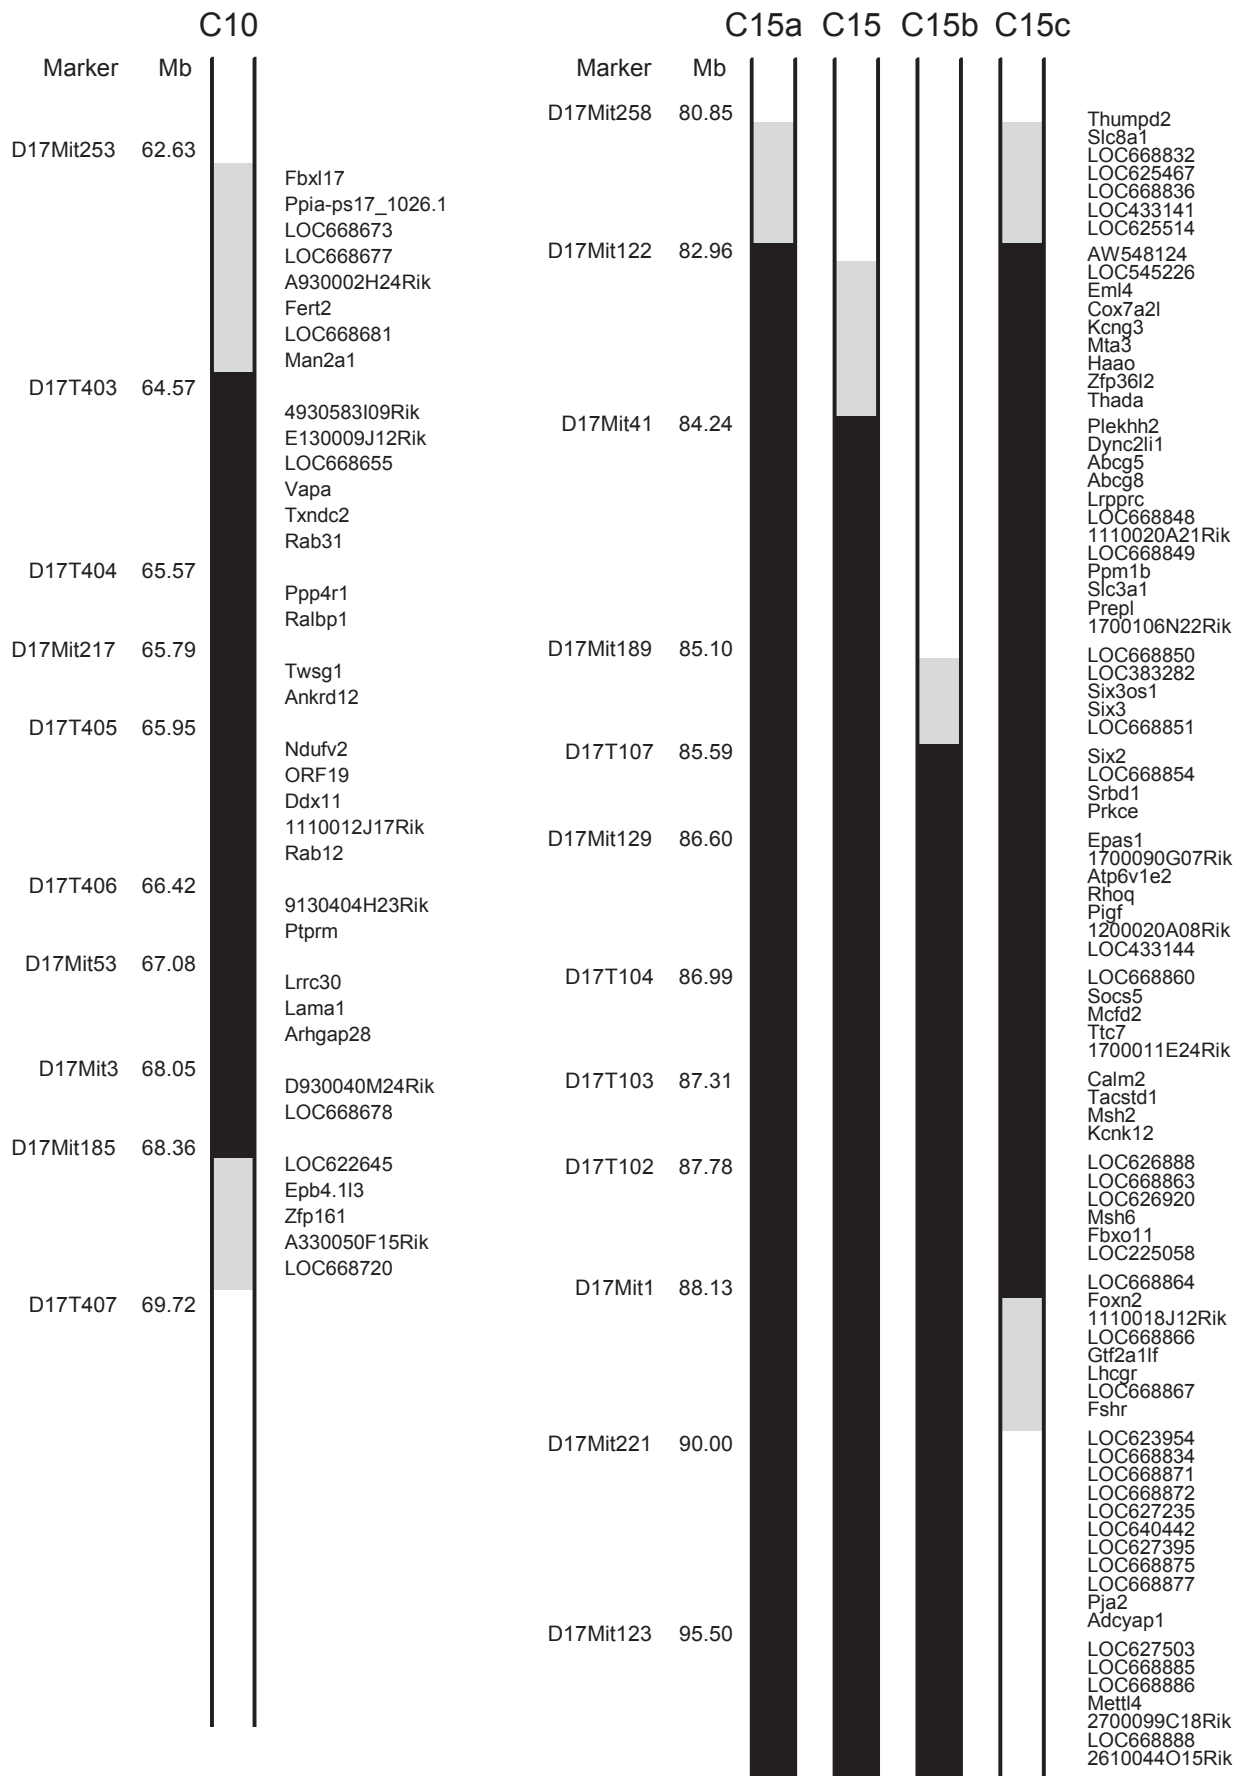 C10
Marker Mb
D17Mit253 62.63
Fbxl17
Ppia-ps17_1026.1
LOC668673
LOC668677
A930002H24Rik
Fert2
LOC668681
Man2a1
D17T403 64.57
4930583I09Rik
E130009J12Rik
LOC668655
Vapa
Txndc2
Rab31
D17T404 65.57
Ppp4r1
Ralbp1
D17Mit217 65.79
Twsg1
Ankrd12
D17T405 65.95
Ndufv2
ORF19
Ddx11
1110012J17Rik
Rab12
D17T406 66.42
9130404H23Rik
Ptprm
D17Mit53 67.08
Lrrc30
Lama1
Arhgap28
D17Mit3 68.05
D930040M24Rik
LOC668678
D17Mit185 68.36
LOC622645
Epb4.1l3
Zfp161
A330050F15Rik
LOC668720
D17T407 69.72
C15a C15 C15b C15c
Marker Mb
D17Mit258 80.85
Thumpd2
Slc8a1
LOC668832
LOC625467
LOC668836
LOC433141
LOC625514
D17Mit122 82.96
AW548124
LOC545226
Eml4
Cox7a2l
Kcng3
Mta3
Haao
Zfp36l2
Thada
D17Mit41 84.24
Plekhh2
Dync2li1
Abcg5
Abcg8
Lrpprc
LOC668848
1110020A21Rik
LOC668849
Ppm1b
Slc3a1
Prepl
1700106N22Rik
D17Mit189 85.10
LOC668850
LOC383282
Six3os1
Six3
LOC668851
D17T107 85.59
Six2
LOC668854
Srbd1
Prkce
D17Mit129 86.60
Epas1
1700090G07Rik
Atp6v1e2
Rhoq
Pigf
1200020A08Rik
LOC433144
D17T104 86.99
LOC668860
Socs5
Mcfd2
Ttc7
1700011E24Rik
D17T103 87.31
Calm2
Tacstd1
Msh2
Kcnk12
D17T102 87.78
LOC626888
LOC668863
LOC626920
Msh6
Fbxo11
LOC225058
D17Mit1 88.13
LOC668864
Foxn2
1110018J12Rik
LOC668866
Gtf2a1lf
Lhcgr
LOC668867
Fshr
D17Mit221 90.00
LOC623954
LOC668834
LOC668871
LOC668872
LOC627235
LOC640442
LOC627395
LOC668875
LOC668877
Pja2
Adcyap1
D17Mit123 95.50
LOC627503
LOC668885
LOC668886
Mettl4
2700099C18Rik
LOC668888
2610044O15Rik